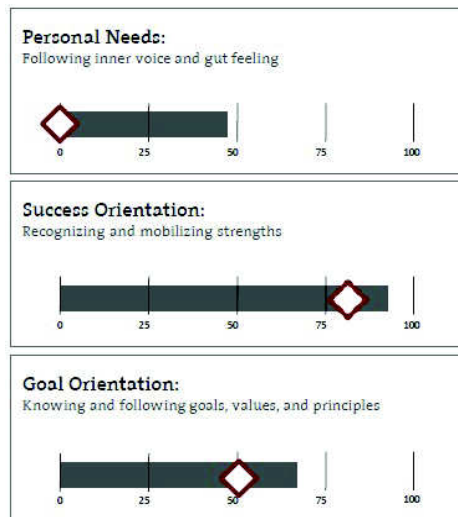 Personal Needs:
Following inner voice and gut feeling
0 25 50 75 100
Success Orientation:
Recognizing and mobilizing strengths
0 25 50 75 100
Goal Orientation:
Knowing and following goals, values, and principles
0 25 50 75 100